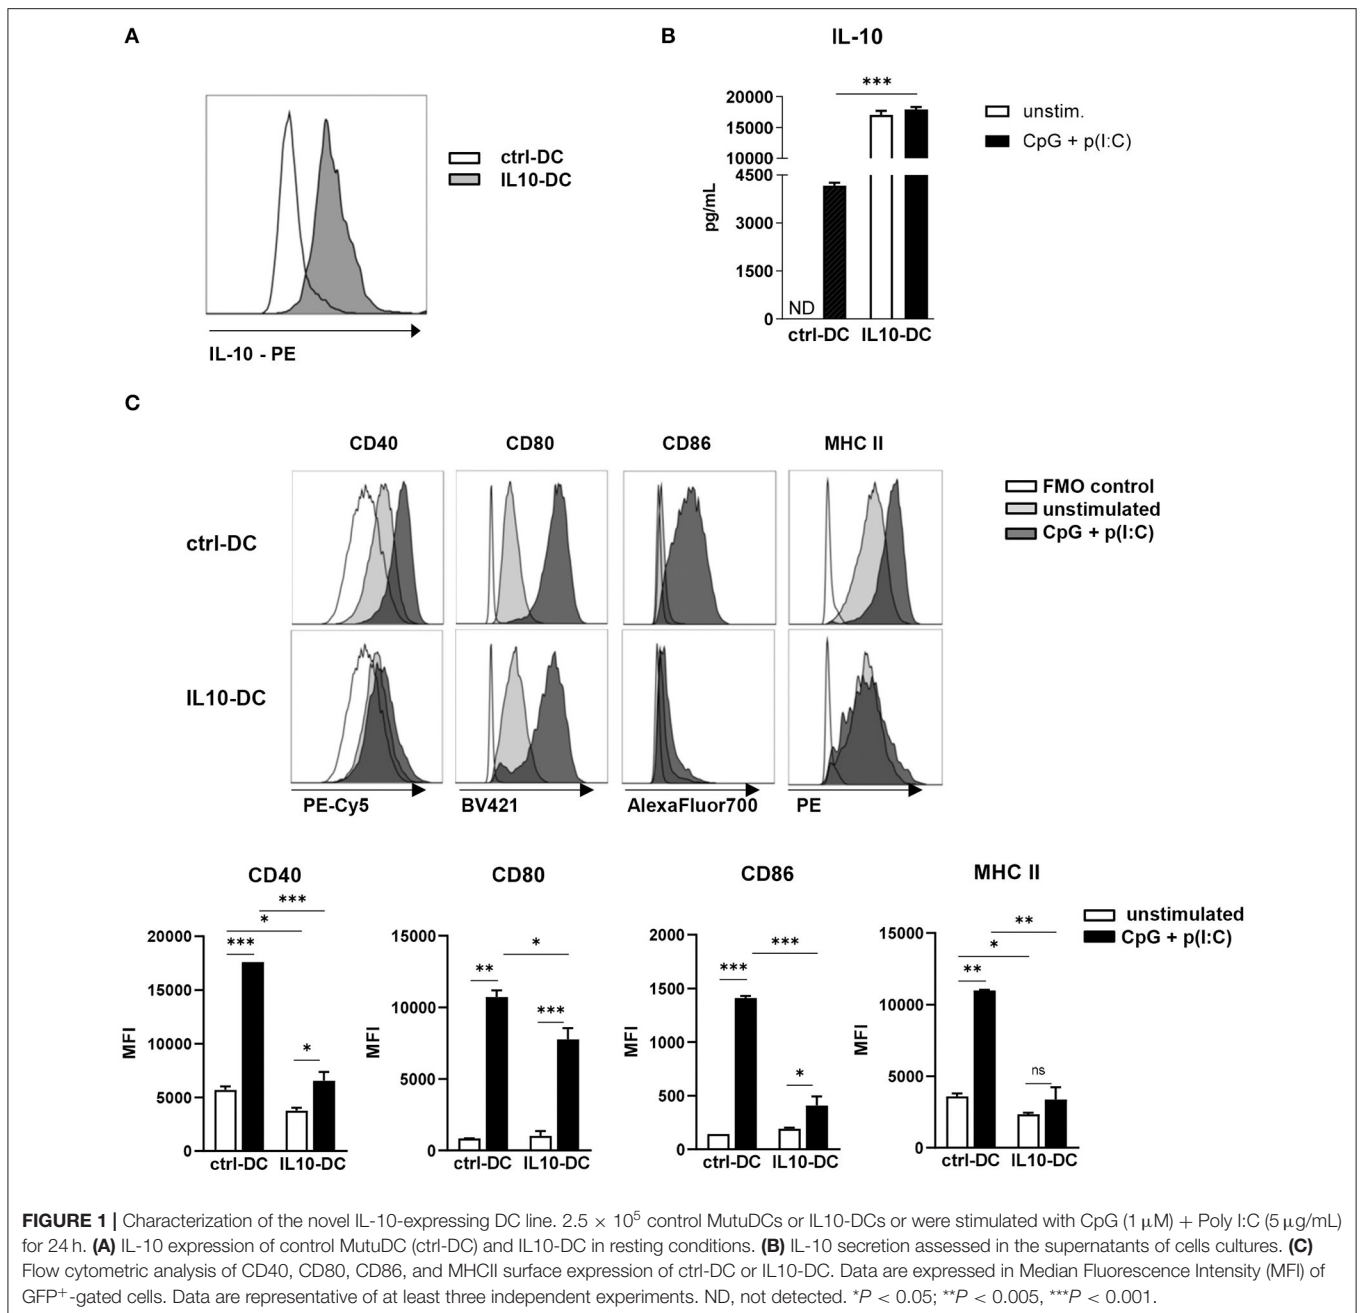 A
ctrl-DC
IL10-DC
IL-10 - PE
B
IL-10
***
20000
15000
10000
4500
3000
1500
0
pg/mL
ND
ctrl-DC IL10-DC
unstim.
CpG + p(I:C)
C
CD40 CD80 CD86 MHC II
ctrl-DC
IL10-DC
PE-Cy5 BV421 AlexaFluor700 PE
FMO control
unstimulated
CpG + p(I:C)
CD40
***
*
***
*
20000
15000
10000
5000
0
MFI
ctrl-DC IL10-DC
CD80
*
**
***
15000
10000
5000
0
MFI
ctrl-DC IL10-DC
CD86
***
***
*
2000
1500
1000
500
0
MFI
ctrl-DC IL10-DC
MHC II
**
*
**
ns
15000
10000
5000
0
MFI
ctrl-DC IL10-DC
unstimulated
CpG + p(I:C)
FIGURE 1 | Characterization of the novel IL-10-expressing DC line. 2.5 × 10⁵ control MutuDCs or IL10-DCs or were stimulated with CpG (1 µM) + Poly I:C (5 µg/mL)
for 24 h. (A) IL-10 expression of control MutuDC (ctrl-DC) and IL10-DC in resting conditions. (B) IL-10 secretion assessed in the supernatants of cells cultures. (C)
Flow cytometric analysis of CD40, CD80, CD86, and MHCII surface expression of ctrl-DC or IL10-DC. Data are expressed in Median Fluorescence Intensity (MFI) of
GFP⁺-gated cells. Data are representative of at least three independent experiments. ND, not detected. *P < 0.05; **P < 0.005, ***P < 0.001.